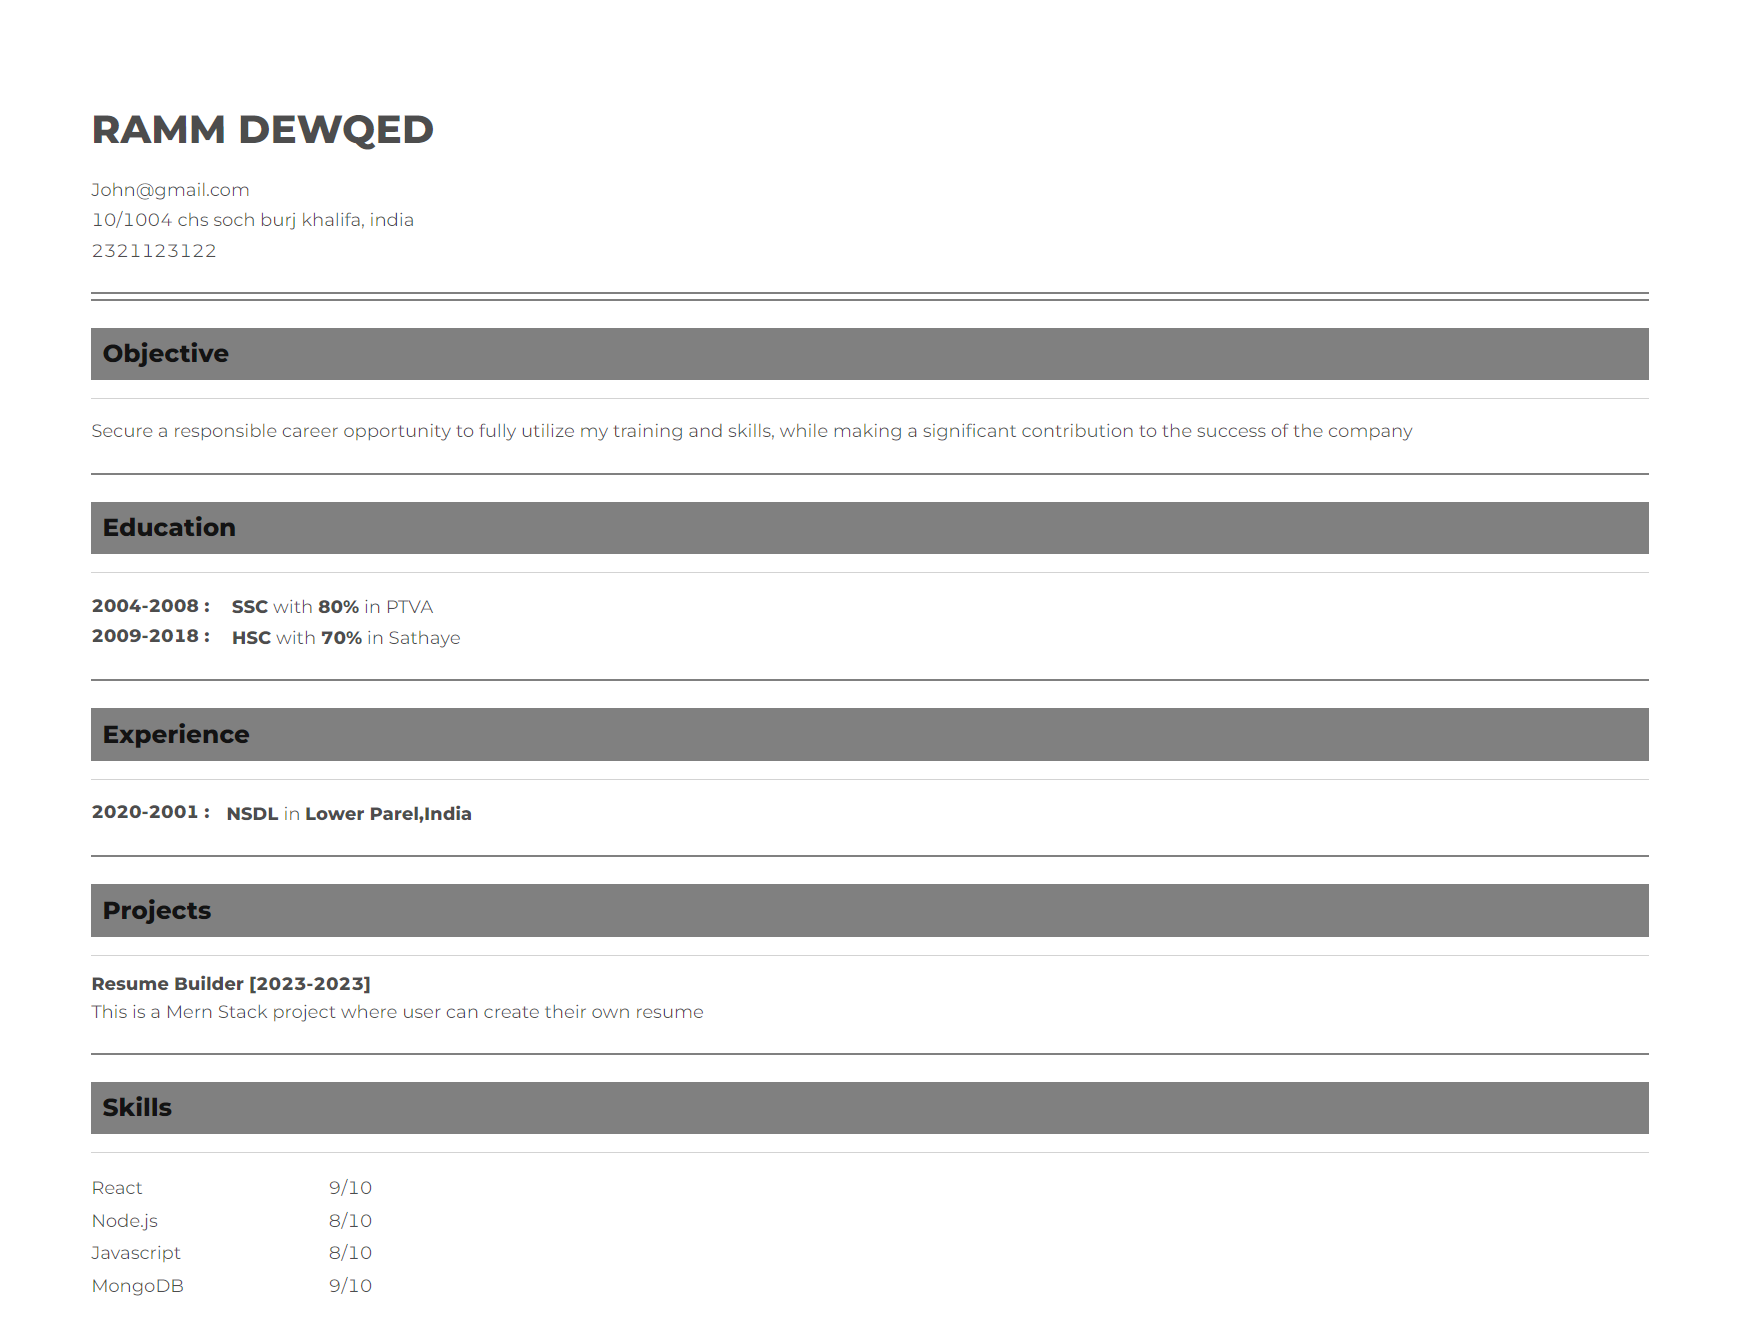 RAMM DEWQED
John@gmail.com
10/1004 chs soch burj khalifa, india
2321123122
Objective
Secure a responsible career opportunity to fully utilize my training and skills, while making a significant contribution to the success of the company
Education
2004-2008 : SSC with 80% in PTVA
2009-2018 : HSC with 70% in Sathaye
Experience
2020-2001 : NSDL in Lower Parel,India
Projects
Resume Builder [2023-2023]
This is a Mern Stack project where user can create their own resume
Skills
React 9/10
Node.js 8/10
Javascript 8/10
MongoDB 9/10